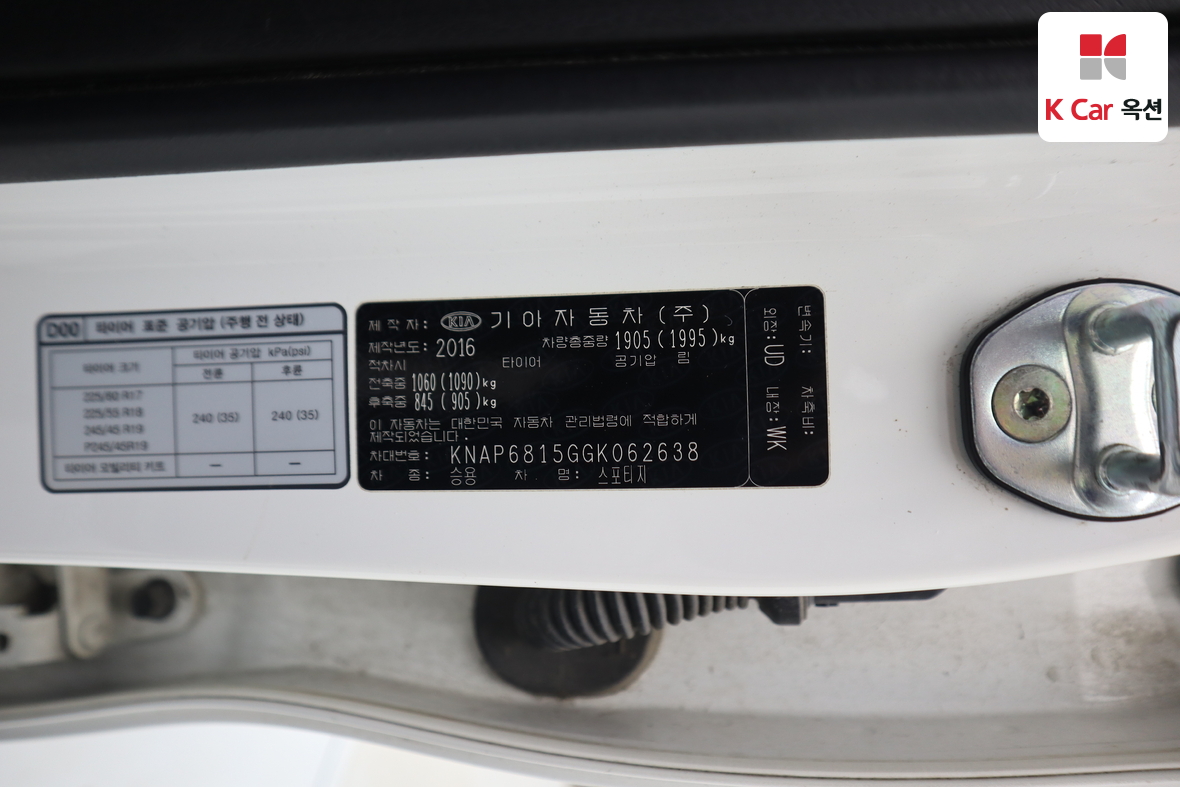 K Car 옥션
D00 타이어 표준 공기압 (주행 전 상태)
타이어 크기 타이어 공기압 kPa(psi)
전륜 후륜
225/60 R17
225/55 R18
245/45 R19
P245/45R19
240 (35) 240 (35)
타이어 모빌리티 키트 — —
제 작 자 : KIA 기 아 자 동 차 ( 주 )
제작년도 : 2016 차량총중량 1905 ( 1995 ) kg
적차시 타이어 공기압 림
전축중 1060 (1090) kg
후축중 845 ( 905 ) kg
이 자동차는 대한민국 자동차 관리법령에 적합하게
제작되었습니다 .
차대번호 : KNAP6815GGK062638
차 종 : 승용 차 명 : 스포티지
변속기 : 차축비 :
외장 : UD 내장 : WK